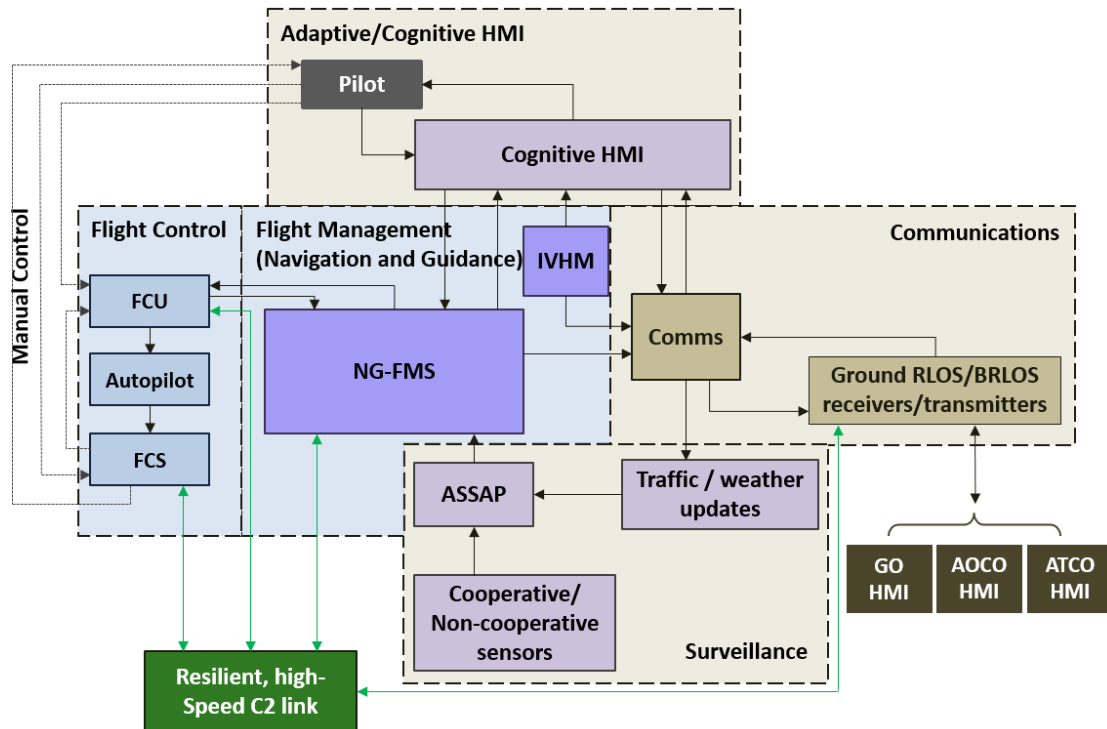 Adaptive/Cognitive HMI
Pilot
Cognitive HMI
Manual Control
Flight Control
FCU
Autopilot
FCS
Flight Management
(Navigation and Guidance)
IVHM
NG-FMS
Communications
Comms
Ground RLOS/BRLOS
receivers/transmitters
ASSAP
Traffic / weather
updates
Cooperative/
Non-cooperative
sensors
Surveillance
GO
HMI
AOCO
HMI
ATCO
HMI
Resilient, high-
Speed C2 link